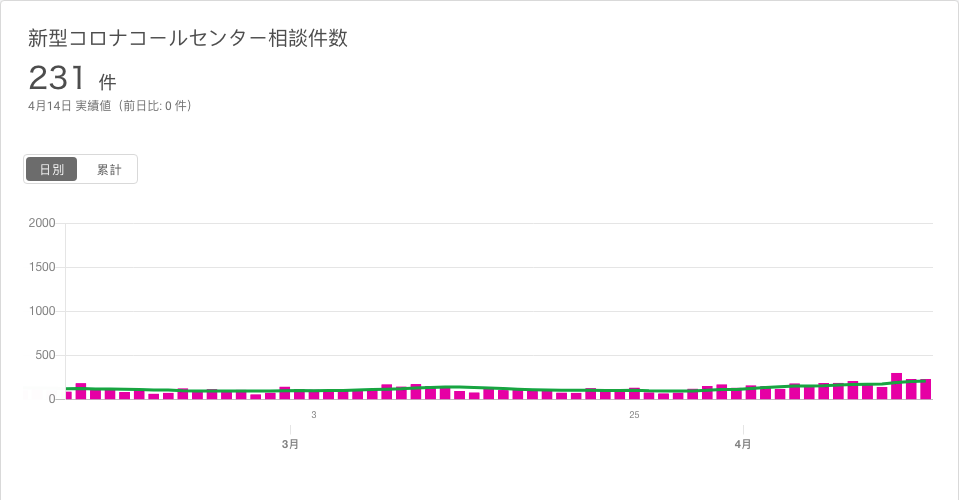 新型コロナコールセンター相談件数
231 件
4月14日 実績値（前日比: 0 件）
日別 累計
2000
1500
1000
500
0
3 25
3月 4月